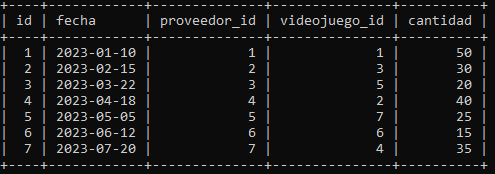 +----+------------+--------------+---------------+----------+
| id | fecha      | proveedor_id | videojuego_id | cantidad |
+----+------------+--------------+---------------+----------+
|  1 | 2023-01-10 |            1 |             1 |       50 |
|  2 | 2023-02-15 |            2 |             3 |       30 |
|  3 | 2023-03-22 |            3 |             5 |       20 |
|  4 | 2023-04-18 |            4 |             2 |       40 |
|  5 | 2023-05-05 |            5 |             7 |       25 |
|  6 | 2023-06-12 |            6 |             6 |       15 |
|  7 | 2023-07-20 |            7 |             4 |       35 |
+----+------------+--------------+---------------+----------+